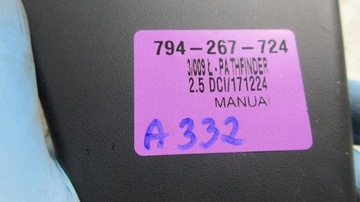 794-267-724
3/009 Ł-PATHFINDER
2.5 DCI/171224
MANUAL
A 332